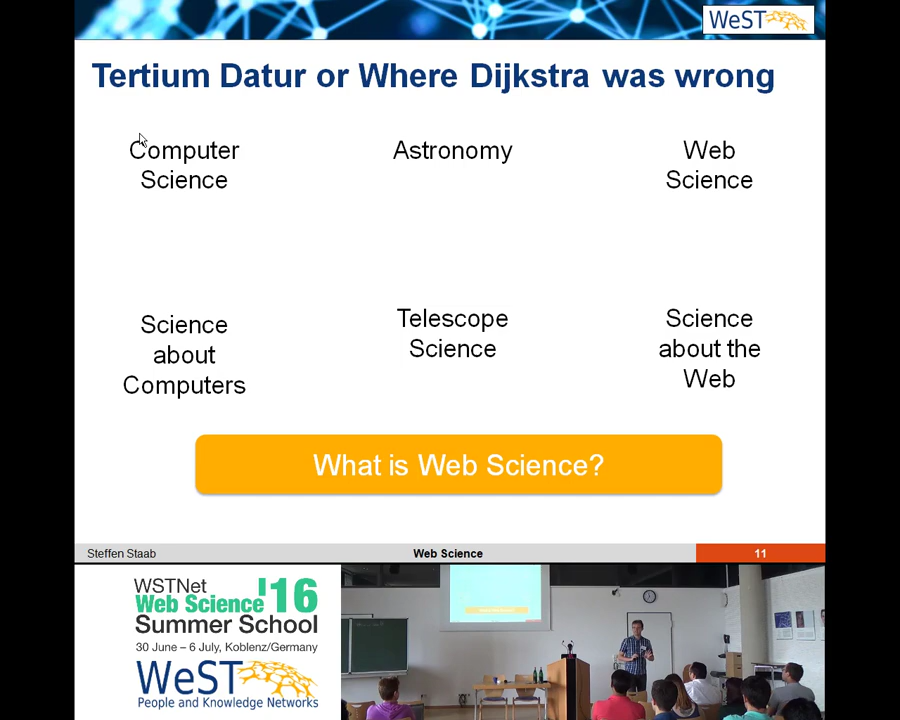 WeST
Tertium Datur or Where Dijkstra was wrong
Computer
Science
Astronomy
Web
Science
Science
about
Computers
Telescope
Science
Science
about the
Web
What is Web Science?
Steffen Staab
Web Science
11
WSTNet
Web Science '16
Summer School
30 June – 6 July, Koblenz/Germany
WeST
People and Knowledge Networks